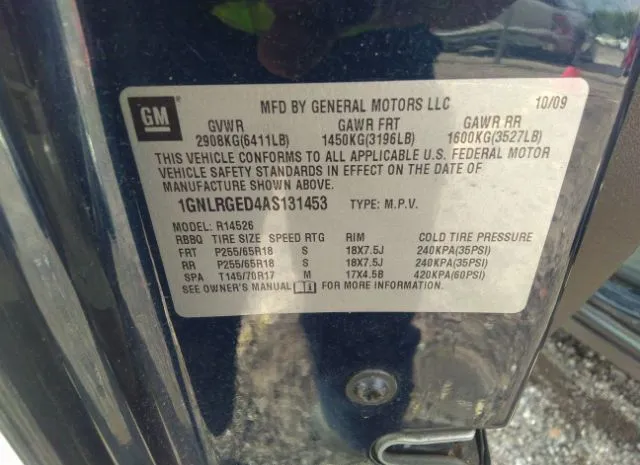 GM
MFD BY GENERAL MOTORS LLC 10/09
GVWR GAWR FRT GAWR RR
2908KG(6411LB) 1450KG(3196LB) 1600KG(3527LB)
THIS VEHICLE CONFORMS TO ALL APPLICABLE U.S. FEDERAL MOTOR
VEHICLE SAFETY STANDARDS IN EFFECT ON THE DATE OF
MANUFACTURE SHOWN ABOVE.
1GNLRGED4AS131453 TYPE: M.P.V.
MODEL: R14526
RBBQ TIRE SIZE SPEED RTG RIM COLD TIRE PRESSURE
FRT P255/65R18 S 18X7.5J 240KPA(35PSI)
RR P255/65R18 S 18X7.5J 240KPA(35PSI)
SPA T145/70R17 M 17X4.5B 420KPA(60PSI)
SEE OWNER'S MANUAL FOR MORE INFORMATION.